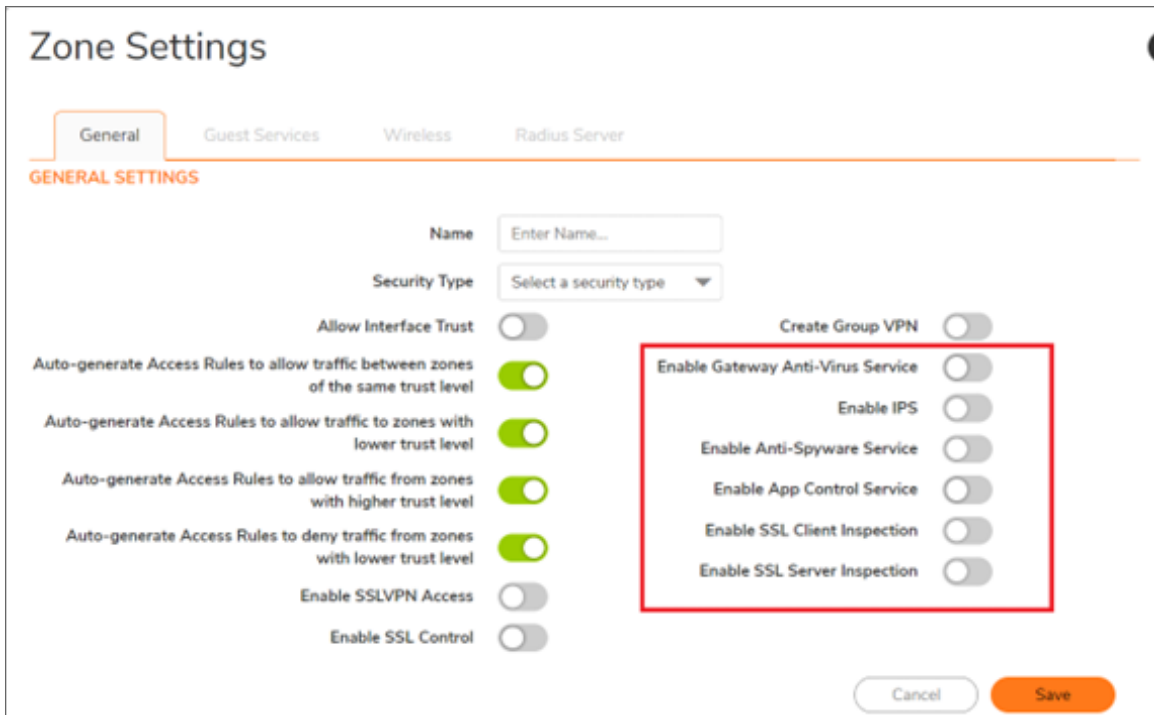 Zone Settings
General
Guest Services
Wireless
Radius Server
GENERAL SETTINGS
Name
Enter Name...
Security Type
Select a security type
Allow Interface Trust
Create Group VPN
Auto-generate Access Rules to allow traffic between zones
of the same trust level
Enable Gateway Anti-Virus Service
Enable IPS
Auto-generate Access Rules to allow traffic to zones with
lower trust level
Enable Anti-Spyware Service
Auto-generate Access Rules to allow traffic from zones
with higher trust level
Enable App Control Service
Auto-generate Access Rules to deny traffic from zones
with lower trust level
Enable SSL Client Inspection
Enable SSL Server Inspection
Enable SSLVPN Access
Enable SSL Control
Cancel
Save